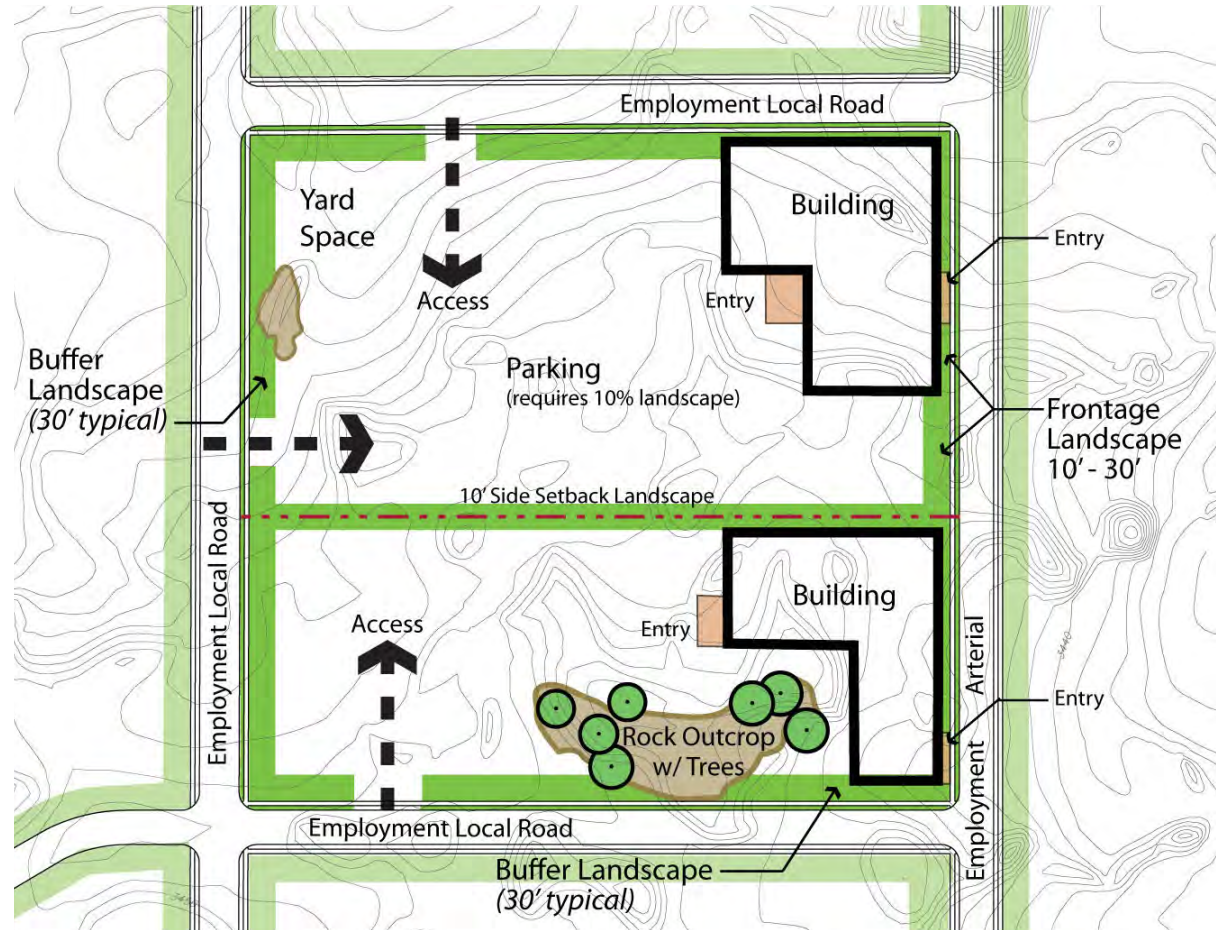 Employment Local Road
Yard
Space
Building
Entry
Access
Entry
Buffer
Landscape
(30' typical)
Parking
(requires 10% landscape)
Frontage
Landscape
10' - 30'
10' Side Setback Landscape
Employment Local Road
Building
Access
Entry
Employment Arterial
3440
Entry
Rock Outcrop
w/ Trees
Employment Local Road
Buffer Landscape
(30' typical)